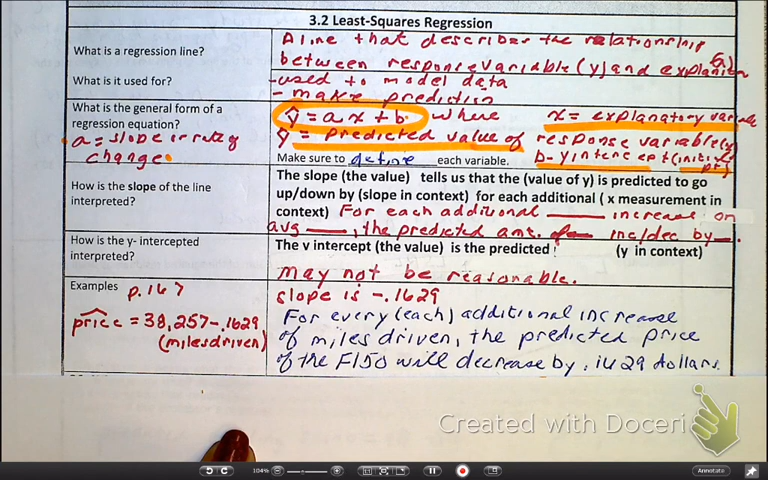 3.2 Least-Squares Regression
What is a regression line?
A line that describes the relationship
between response variable (y) and
(x)
What is it used for?
-used to model data
- make prediction
What is the general form of a
regression equation?
ŷ = ax + b where
x = explanatory variable
a = slope or rate of
change
ŷ = predicted value of response variable (y)
Make sure to define each variable.
b-yintercept (initial
The slope (the value) tells us that the (value of y) is predicted to go
up/down by (slope in context) for each additional ( x measurement in
context) For each additional ____ increase on
avg ____, the predicted amt. of inc/dec by __.
How is the slope of the line
interpreted?
How is the y- intercepted
interpreted?
The v intercept (the value) is the predicted
(y in context)
may not be reasonable.
Examples
p. 167
price = 38,257-.1629
(milesdriven)
slope is -.1629
For every (each) additional increase
of miles driven, the predicted price
of the F150 will decrease by .1629 dollars.
Created with Doceri
104%
Annotate